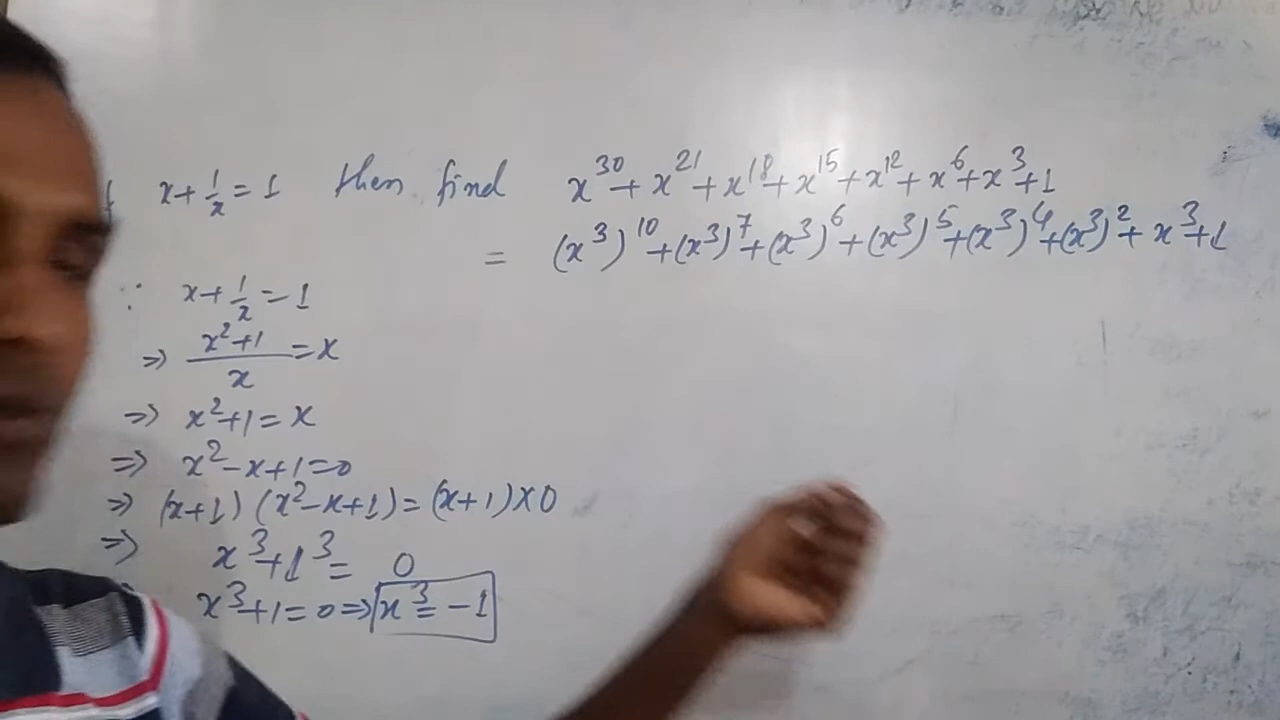 x+1/x=1 then find x^30+x^21+x^18+x^15+x^12+x^6+x^3+1
= (x^3)^10+(x^3)^7+(x^3)^6+(x^3)^5+(x^3)^4+(x^3)^2+x^3+1
∵ x+1/x=1
⇒ (x^2+1)/x=x
⇒ x^2+1=x
⇒ x^2-x+1=0
⇒ (x+1)(x^2-x+1)=(x+1)×0
⇒ x^3+1^3=0
x^3+1=0⇒x^3=-1